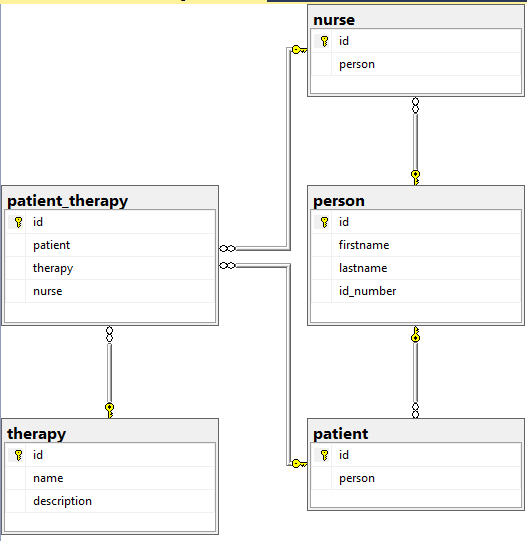 nurse
id
person
patient_therapy
id
patient
therapy
nurse
person
id
firstname
lastname
id_number
therapy
id
name
description
patient
id
person